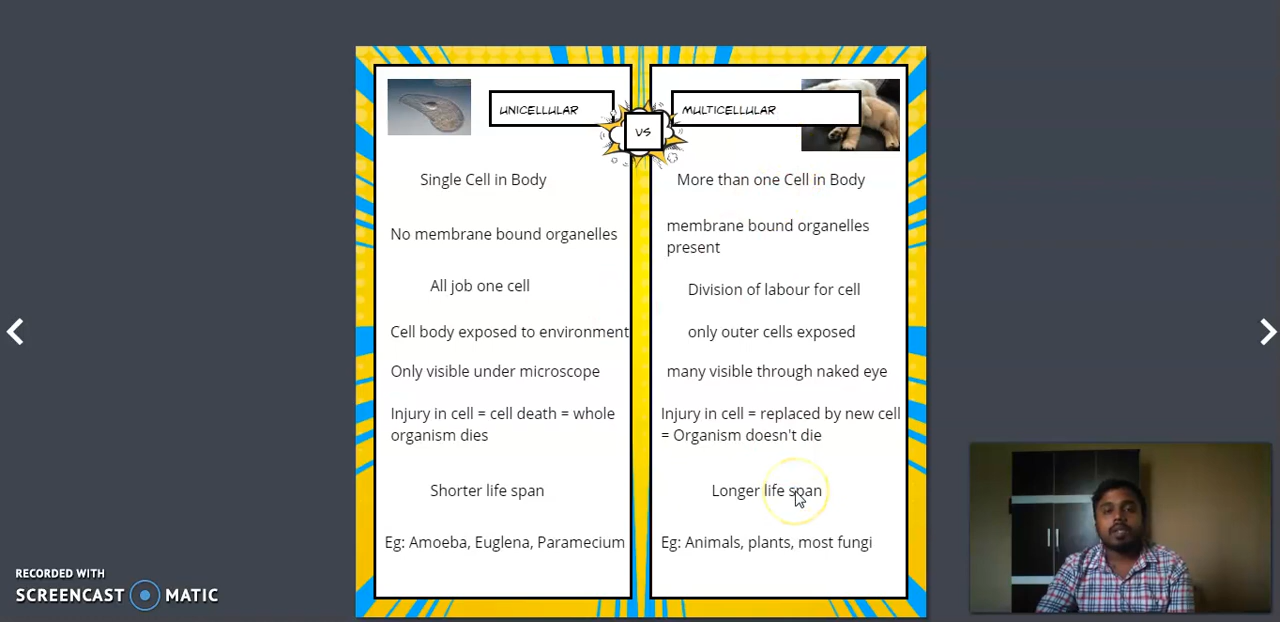 UNICELLULAR
VS
MULTICELLULAR
Single Cell in Body
No membrane bound organelles
All job one cell
Cell body exposed to environment
Only visible under microscope
Injury in cell = cell death = whole
organism dies
Shorter life span
Eg: Amoeba, Euglena, Paramecium
More than one Cell in Body
membrane bound organelles
present
Division of labour for cell
only outer cells exposed
many visible through naked eye
Injury in cell = replaced by new cell
= Organism doesn't die
Longer life span
Eg: Animals, plants, most fungi
RECORDED WITH
SCREENCAST MATIC